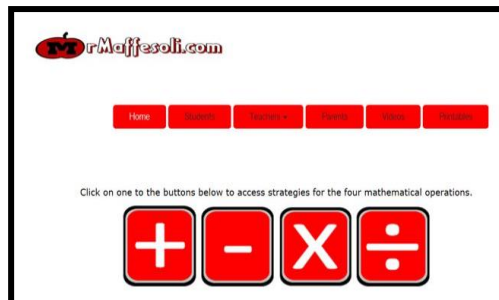 MrMaffesoli.com
Home Students Teachers Parents Videos Printables
Click on one to the buttons below to access strategies for the four mathematical operations.
+ - X ÷